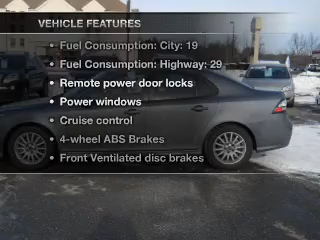 VEHICLE FEATURES
• Fuel Consumption: City: 19
• Fuel Consumption: Highway: 29
• Remote power door locks
• Power windows
• Cruise control
• 4-wheel ABS Brakes
• Front Ventilated disc brakes